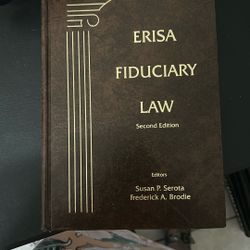 ERISA
FIDUCIARY
LAW
Second Edition
Editors
Susan P. Serota
Frederick A. Brodie